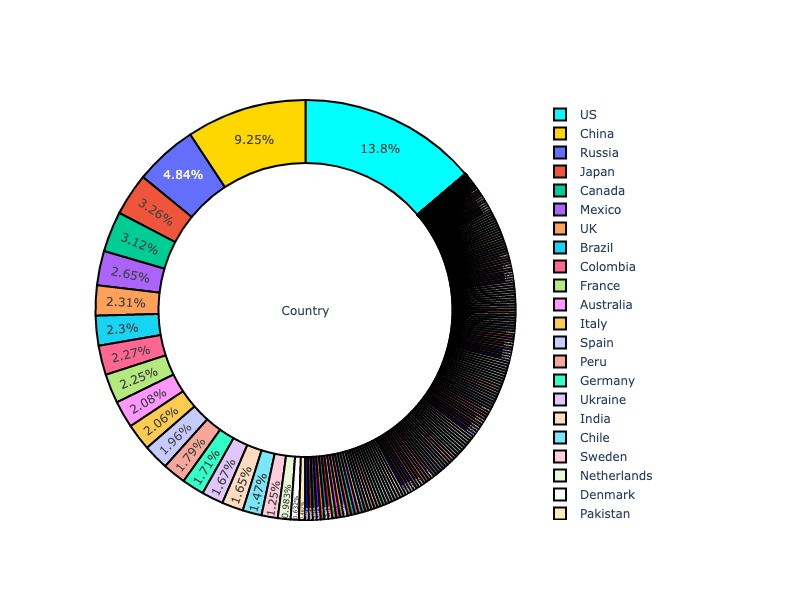 13.8%
9.25%
4.84%
3.26%
3.12%
2.65%
2.31%
2.3%
2.27%
2.25%
2.08%
2.06%
1.96%
1.79%
1.71%
1.67%
1.65%
1.47%
1.25%
0.983%
Country
US
China
Russia
Japan
Canada
Mexico
UK
Brazil
Colombia
France
Australia
Italy
Spain
Peru
Germany
Ukraine
India
Chile
Sweden
Netherlands
Denmark
Pakistan